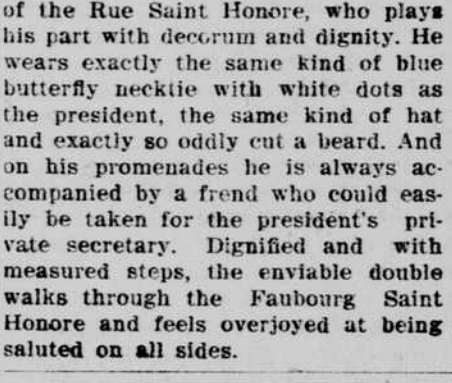 of the Rue Saint Honore, who plays
his part with decorum and dignity. He
wears exactly the same kind of blue
butterfly necktie with white dots as
the president, the same kind of hat
and exactly so oddly cut a beard. And
on his promenades he is always ac-
companied by a frend who could eas-
ily be taken for the president's pri-
vate secretary. Dignified and with
measured steps, the enviable double
walks through the Faubourg Saint
Honore and feels overjoyed at being
saluted on all sides.